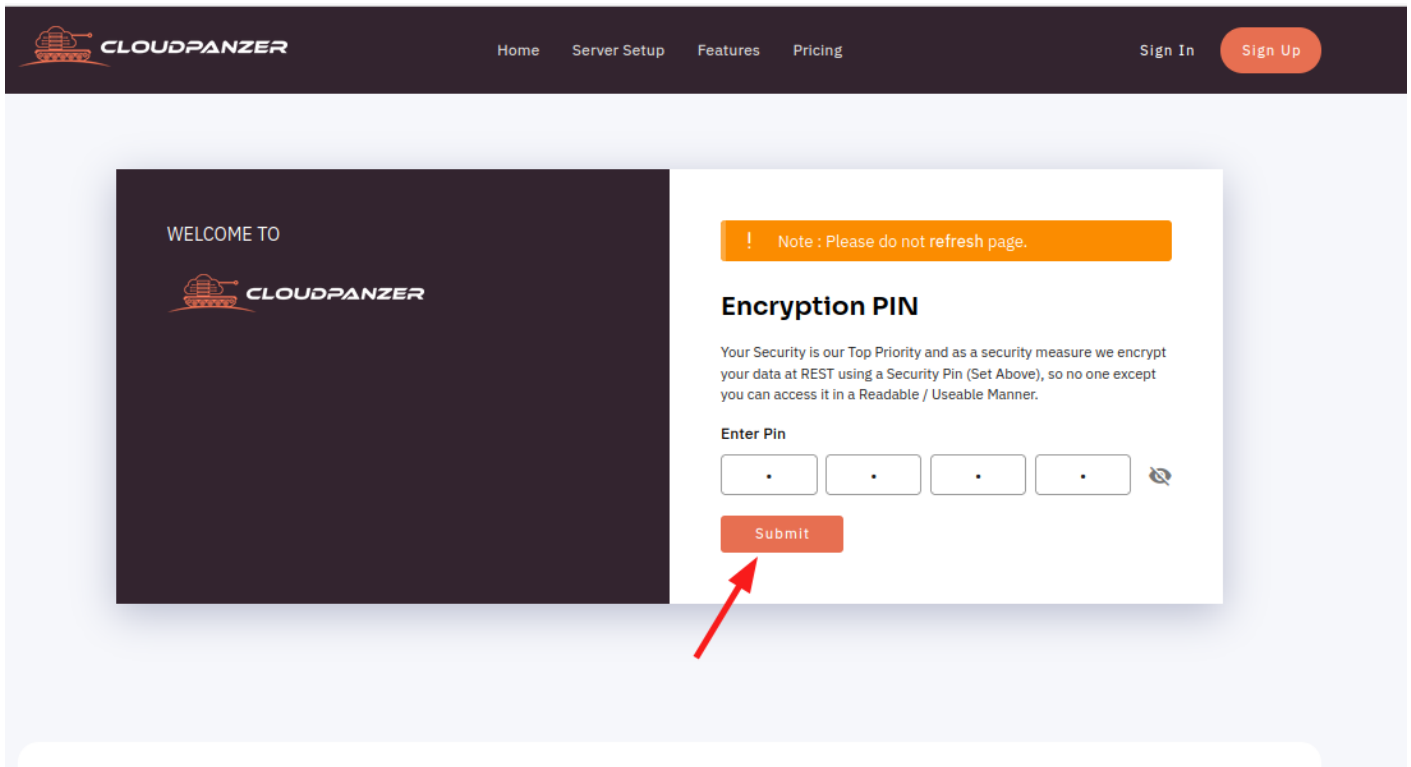 CLOUDPANZER
Home Server Setup Features Pricing
Sign In Sign Up
WELCOME TO
CLOUDPANZER
! Note : Please do not refresh page.
Encryption PIN
Your Security is our Top Priority and as a security measure we encrypt
your data at REST using a Security Pin (Set Above), so no one except
you can access it in a Readable / Useable Manner.
Enter Pin
Submit